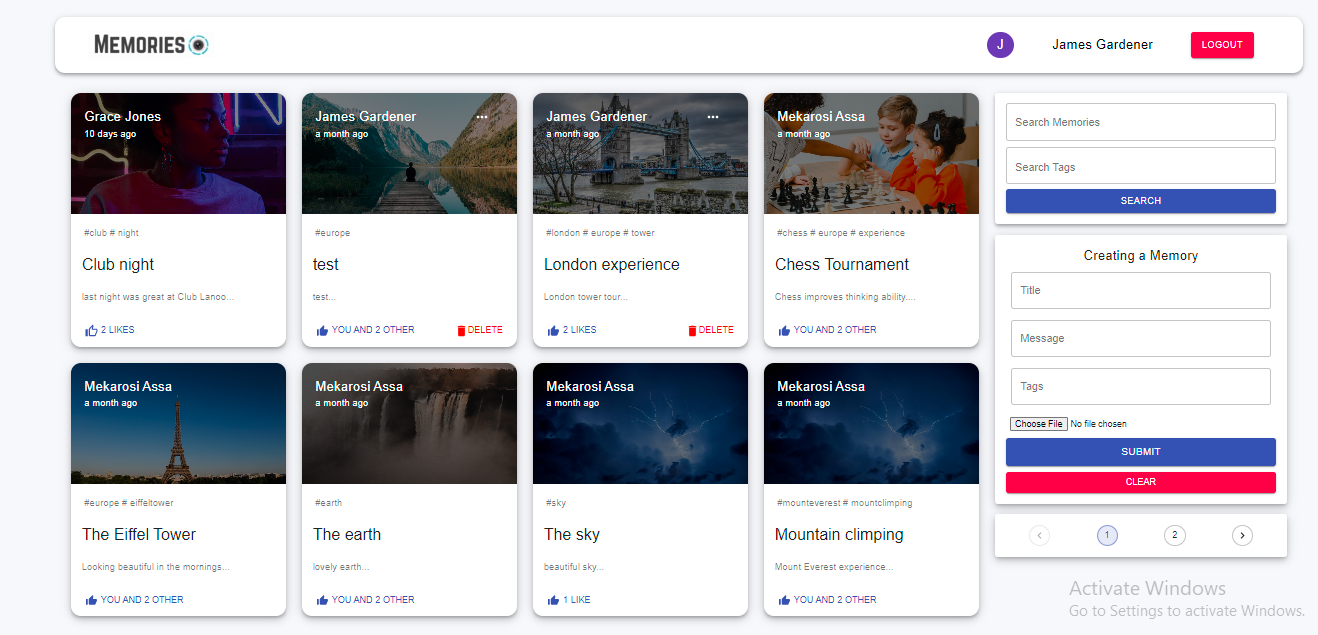 MEMORIES
J
James Gardener
LOGOUT
Grace Jones
10 days ago
#club # night
Club night
last night was great at Club Lanoo...
2 LIKES
James Gardener
a month ago
#europe
test
test...
YOU AND 2 OTHER
DELETE
James Gardener
a month ago
#london # europe # tower
London experience
London tower tour...
2 LIKES
DELETE
Mekarosi Assa
a month ago
#chess # europe # experience
Chess Tournament
Chess improves thinking ability....
YOU AND 2 OTHER
Mekarosi Assa
a month ago
#europe # eiffeltower
The Eiffel Tower
Looking beautiful in the mornings...
YOU AND 2 OTHER
Mekarosi Assa
a month ago
#earth
The earth
lovely earth...
YOU AND 2 OTHER
Mekarosi Assa
a month ago
#sky
The sky
beautiful sky...
1 LIKE
Mekarosi Assa
a month ago
#mounteverest # mountclimping
Mountain climping
Mount Everest experience...
YOU AND 2 OTHER
Search Memories
Search Tags
SEARCH
Creating a Memory
Title
Message
Tags
Choose File No file chosen
SUBMIT
CLEAR
1 2
Activate Windows
Go to Settings to activate Windows.